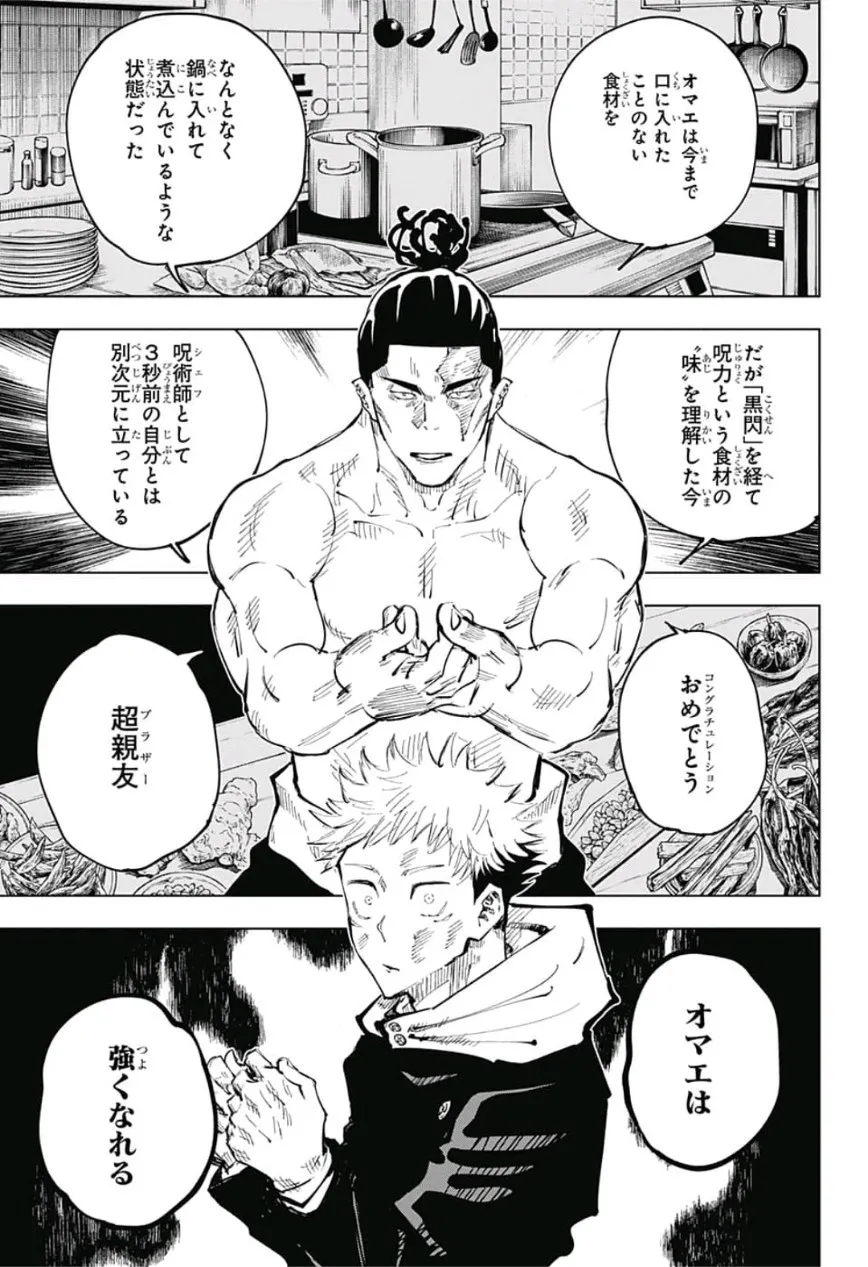 オマエは今まで
口に入れた
ことのない
食材を
なんとなく
鍋に入れて
煮込んでいるような
状態だった
だが「黒閃」を経て
呪力という食材の
〝味〟を理解した今
呪術師として
3秒前の自分とは
別次元に立っている
おめでとう
超親友
オマエは
強くなれる